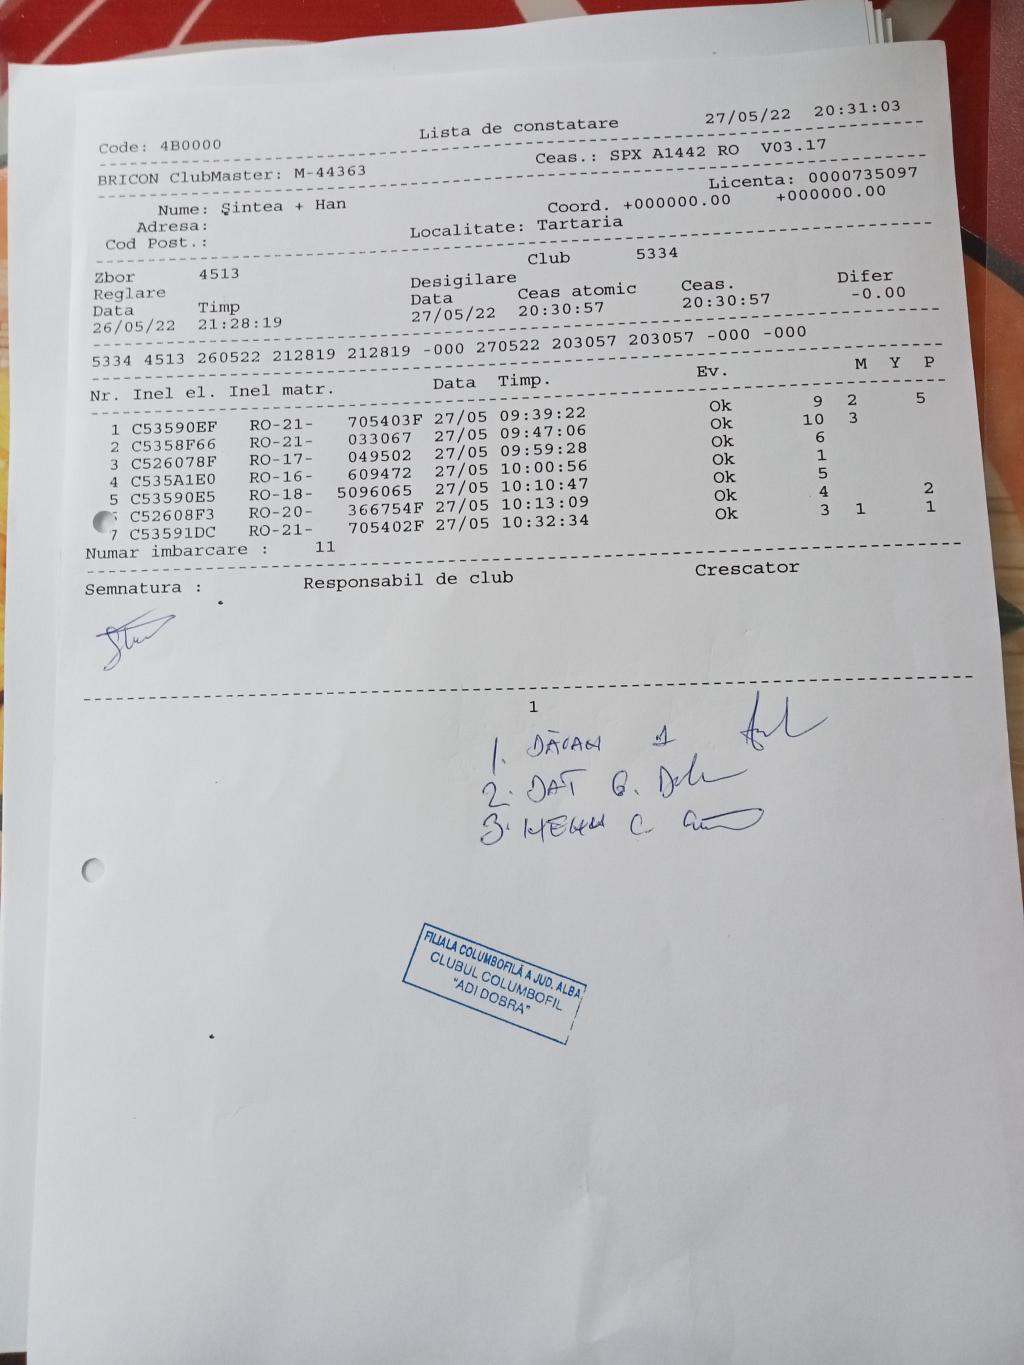 Code: 4B0000 Lista de constatare 27/05/22 20:31:03
BRICON ClubMaster: M-44363 Ceas.: SPX A1442 RO V03.17
Licenta: 0000735097
Nume: Şintea + Han Coord. +000000.00 +000000.00
Adresa:
Cod Post.: Localitate: Tartaria
Zbor 4513 Club 5334
Reglare Desigilare
Data Timp Data Ceas atomic Ceas. Difer
26/05/22 21:28:19 27/05/22 20:30:57 20:30:57 -0.00
5334 4513 260522 212819 212819 -000 270522 203057 203057 -000 -000
Nr. Inel el. Inel matr. Data Timp. Ev. M Y P
1 C53590EF RO-21- 705403F 27/05 09:39:22 Ok 9 2 5
2 C5358F66 RO-21- 033067 27/05 09:47:06 Ok 10 3
3 C526078F RO-17- 049502 27/05 09:59:28 Ok 6
4 C535A1E0 RO-16- 609472 27/05 10:00:56 Ok 1
5 C53590E5 RO-18- 5096065 27/05 10:10:47 Ok 5
C52608F3 RO-20- 366754F 27/05 10:13:09 Ok 4 2
7 C53591DC RO-21- 705402F 27/05 10:32:34 Ok 3 1 1
Numar imbarcare : 11
Semnatura : Responsabil de club Crescator
1
1.
2. DAT G.
3. C.
FILIALA COLUMBOFILĂ A JUD. ALBA
CLUBUL COLUMBOFIL
"ADI DOBRA"